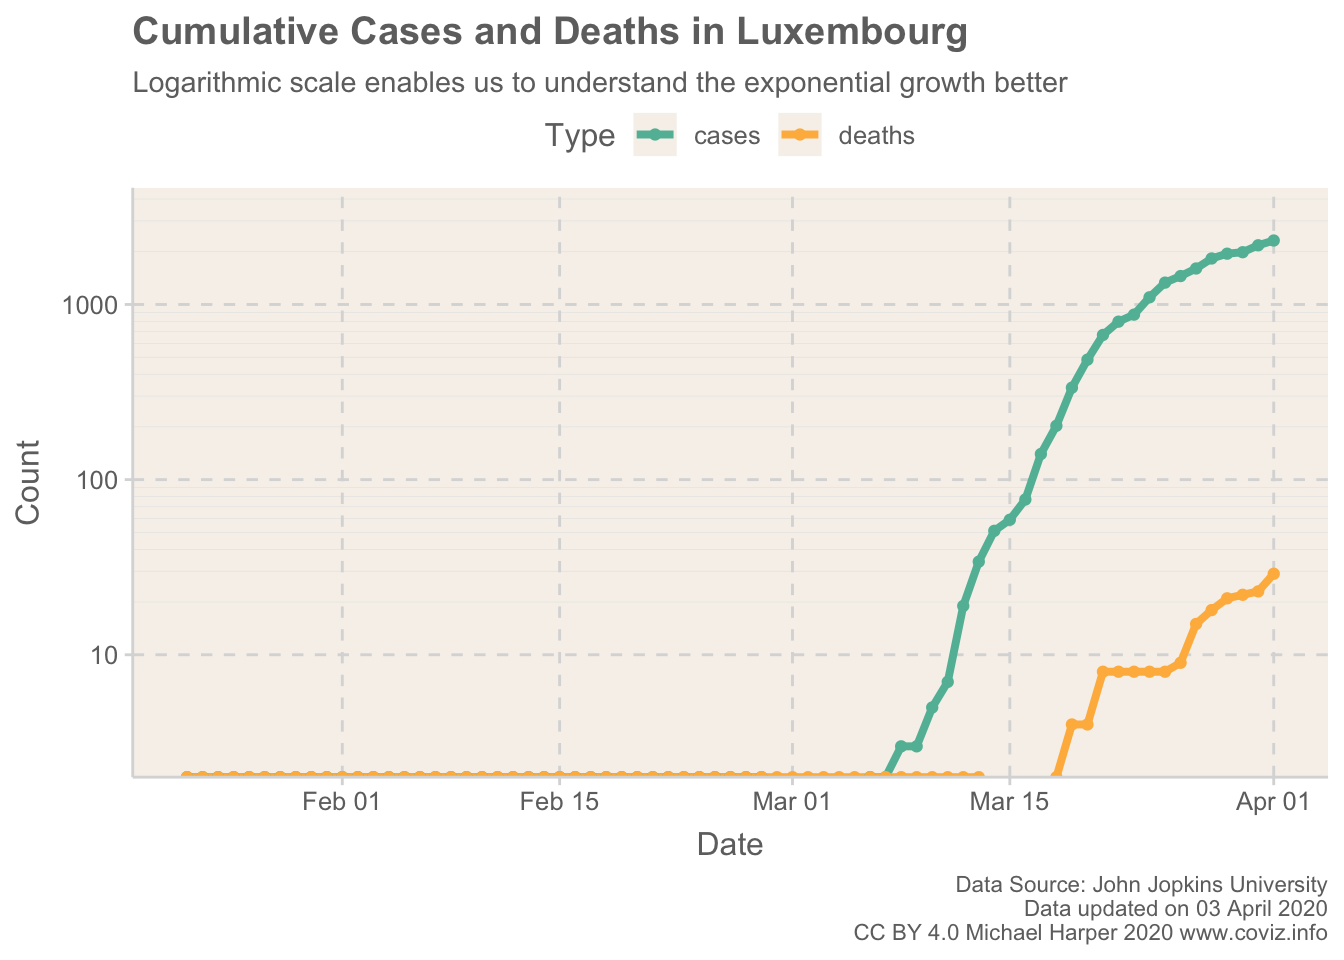 Cumulative Cases and Deaths in Luxembourg
Logarithmic scale enables us to understand the exponential growth better
Type cases deaths
1000
100
10
Count
Feb 01 Feb 15 Mar 01 Mar 15 Apr 01
Date
Data Source: John Jopkins University
Data updated on 03 April 2020
CC BY 4.0 Michael Harper 2020 www.coviz.info